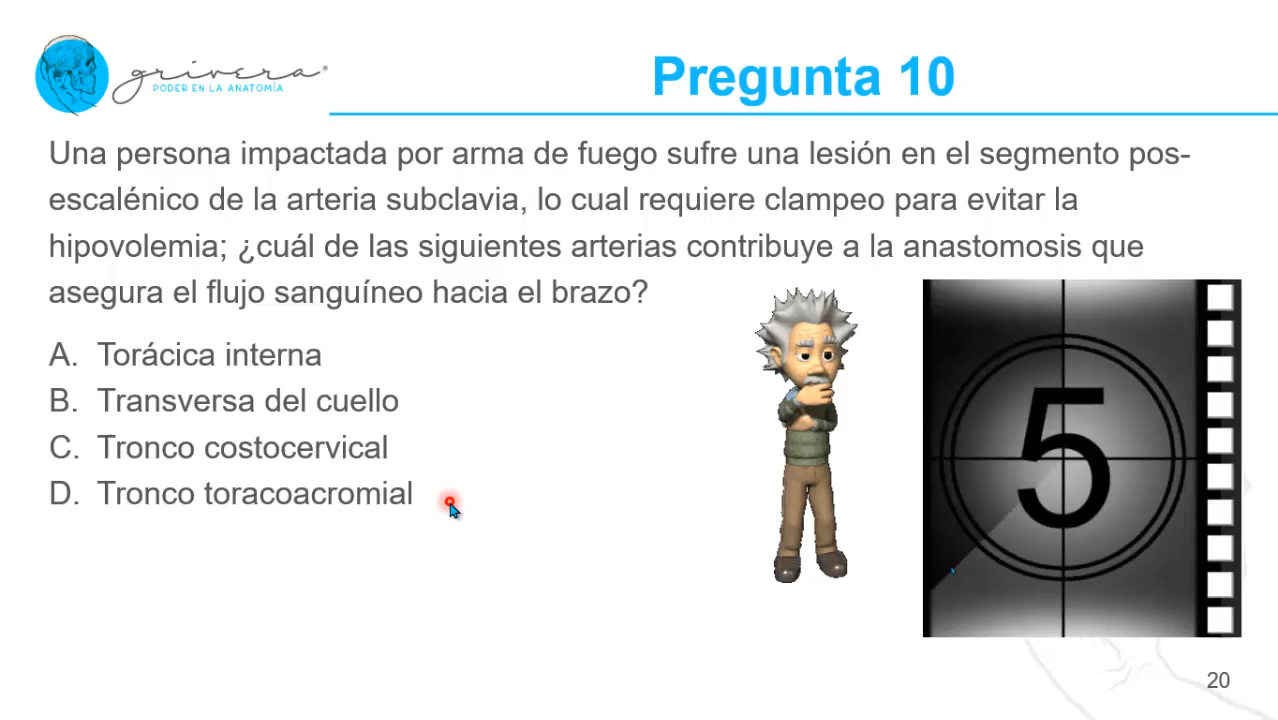 grivera®
PODER EN LA ANATOMÍA
Pregunta 10
Una persona impactada por arma de fuego sufre una lesión en el segmento pos-
escalénico de la arteria subclavia, lo cual requiere clampeo para evitar la
hipovolemia; ¿cuál de las siguientes arterias contribuye a la anastomosis que
asegura el flujo sanguíneo hacia el brazo?
A. Torácica interna
B. Transversa del cuello
C. Tronco costocervical
D. Tronco toracoacromial
5
20